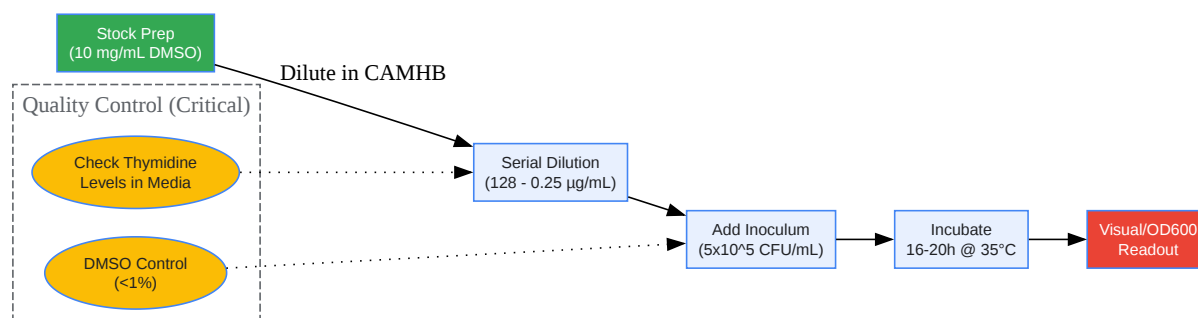 Stock Prep
(10 mg/mL DMSO)
Dilute in CAMHB
Quality Control (Critical)
Check Thymidine
Levels in Media
DMSO Control
(<1%)
Serial Dilution
(128 - 0.25 µg/mL)
Add Inoculum
(5x10^5 CFU/mL)
Incubate
16-20h @ 35°C
Visual/OD600
Readout